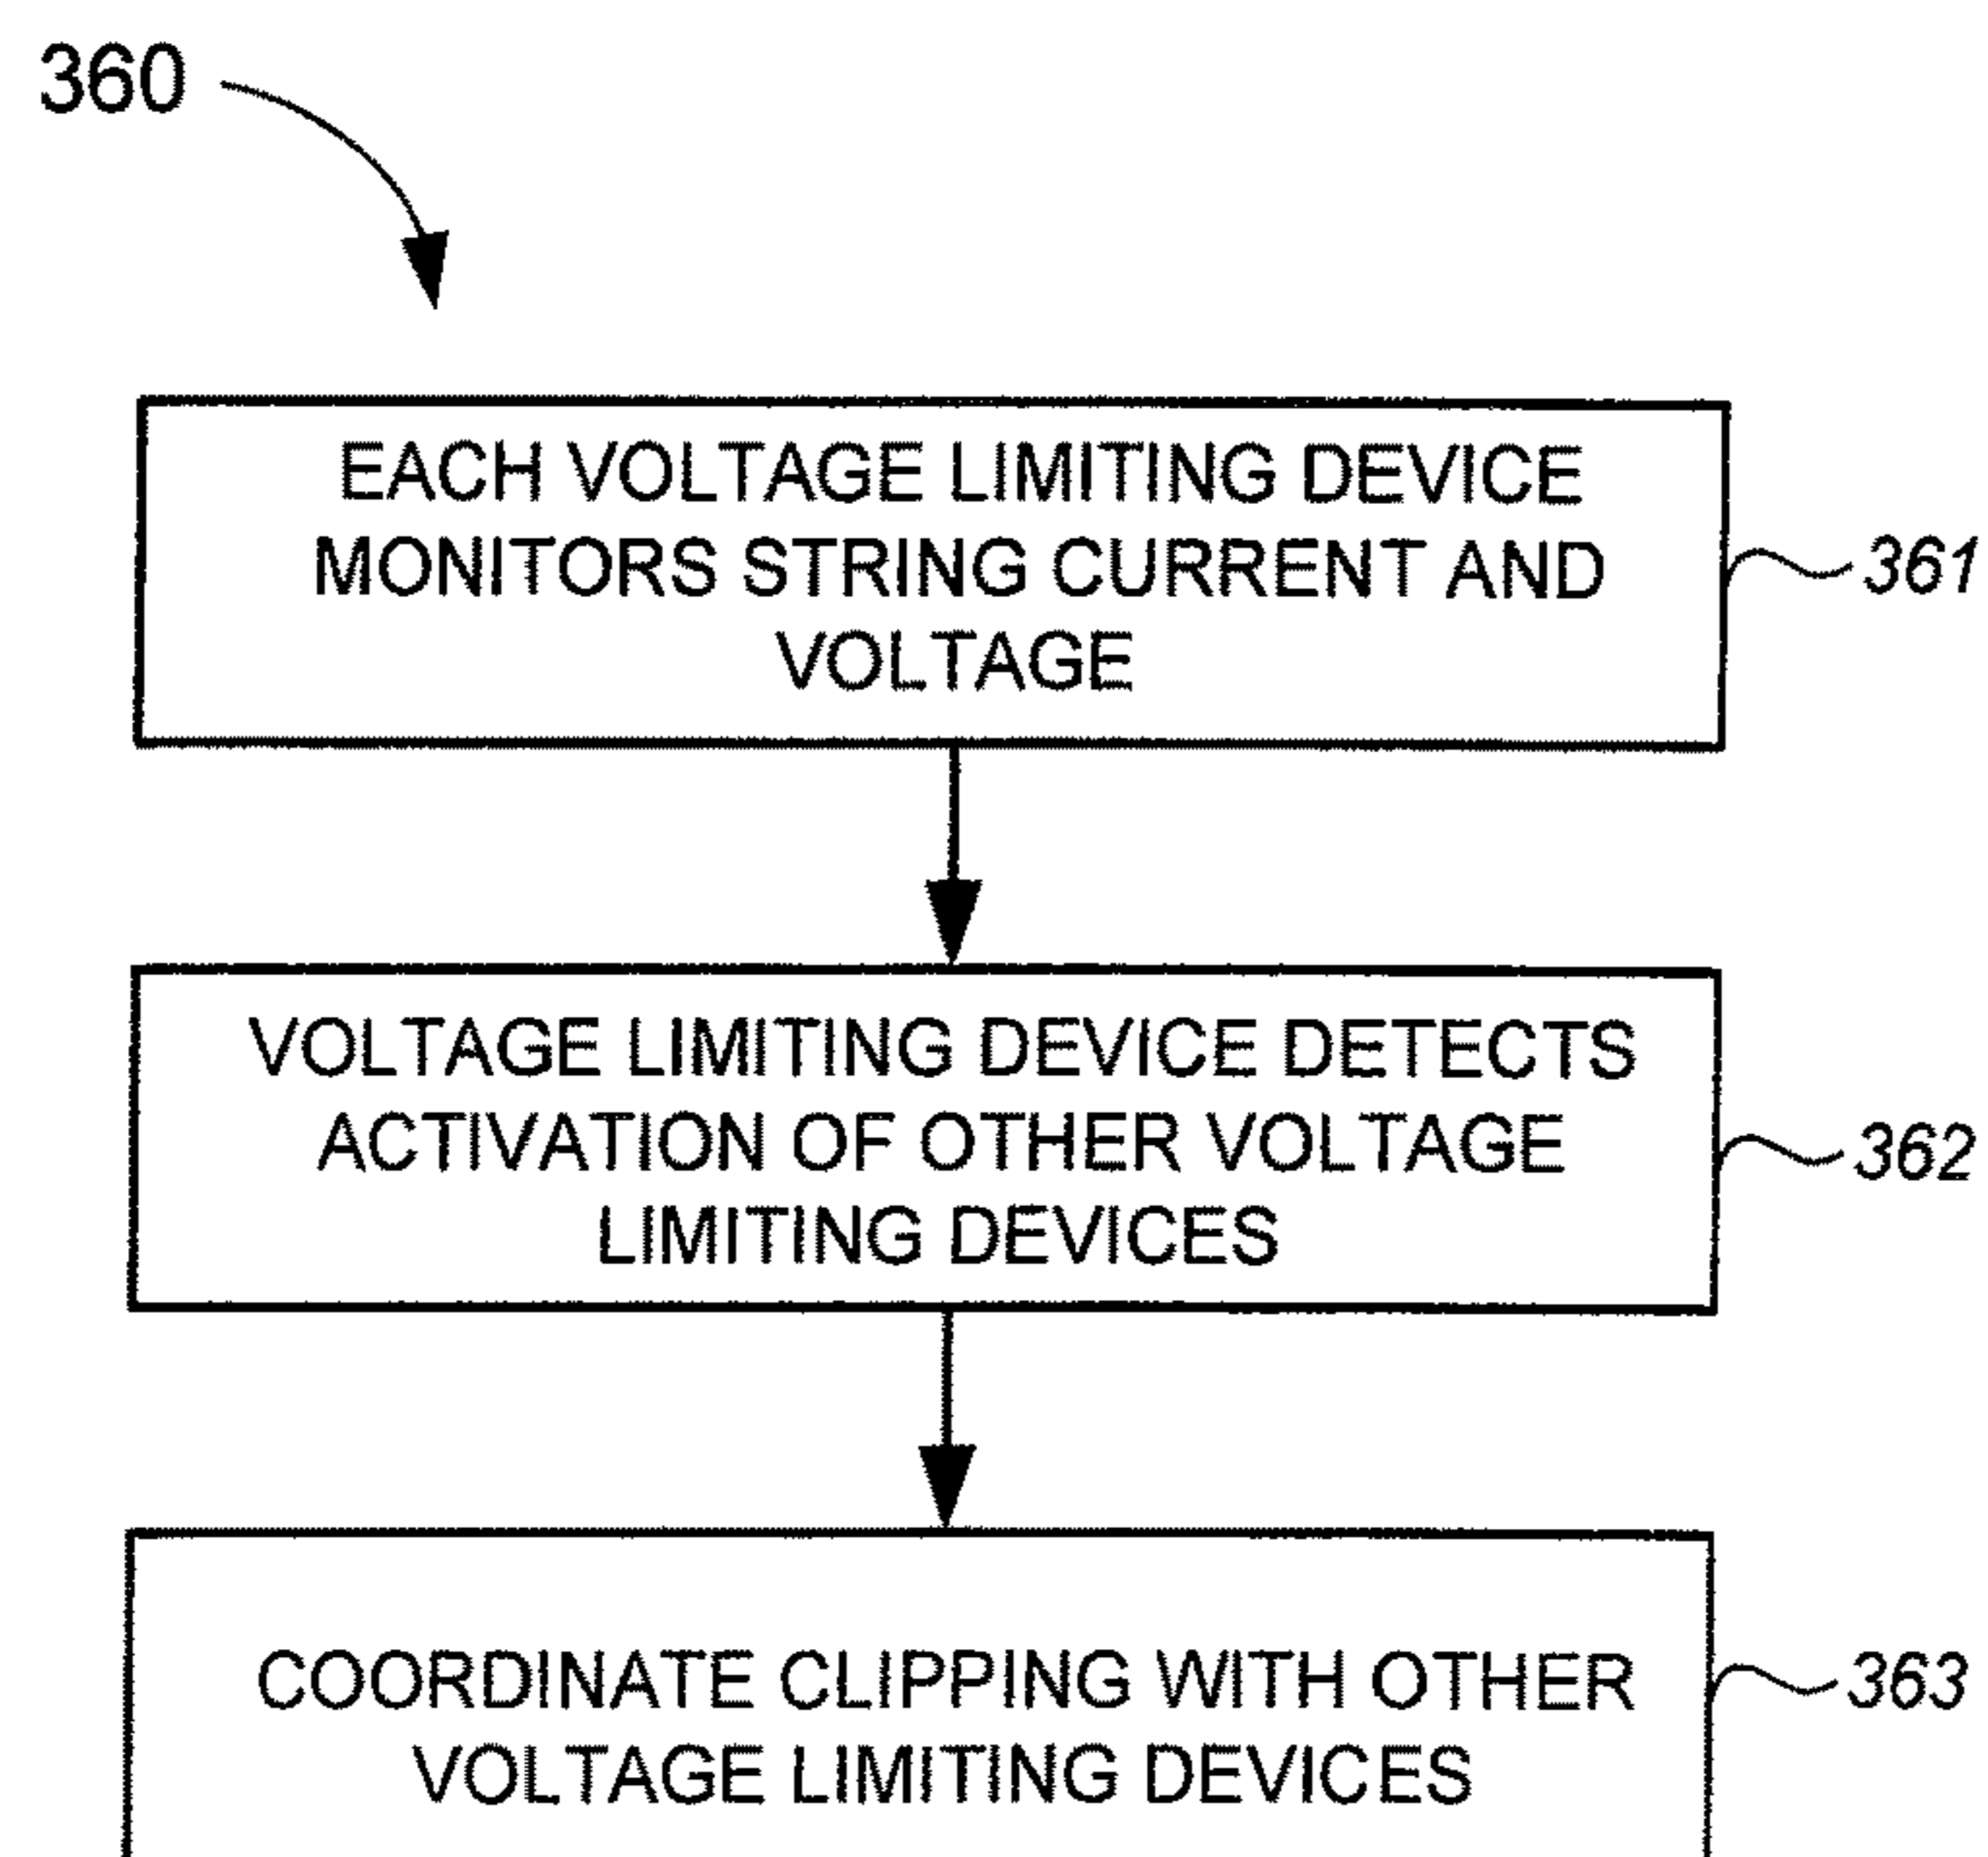 360
EACH VOLTAGE LIMITING DEVICE
MONITORS STRING CURRENT AND
VOLTAGE
361
VOLTAGE LIMITING DEVICE DETECTS
ACTIVATION OF OTHER VOLTAGE
LIMITING DEVICES
362
COORDINATE CLIPPING WITH OTHER
VOLTAGE LIMITING DEVICES
363